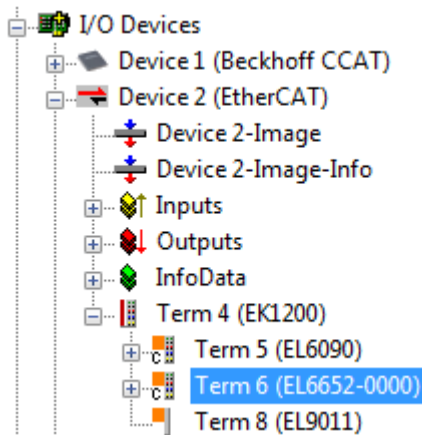 I/O Devices
Device 1 (Beckhoff CCAT)
Device 2 (EtherCAT)
Device 2-Image
Device 2-Image-Info
Inputs
Outputs
InfoData
Term 4 (EK1200)
Term 5 (EL6090)
Term 6 (EL6652-0000)
Term 8 (EL9011)